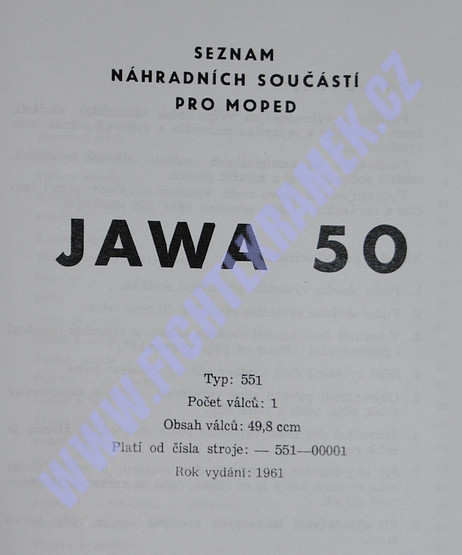 SEZNAM
NÁHRADNÍCH SOUČÁSTÍ
PRO MOPED
JAWA 50
Typ: 551
Počet válců: 1
Obsah válců: 49,8 ccm
Platí od čísla stroje: — 551—00001
Rok vydání: 1961
WWW.FICHTEKRAMEK.CZ